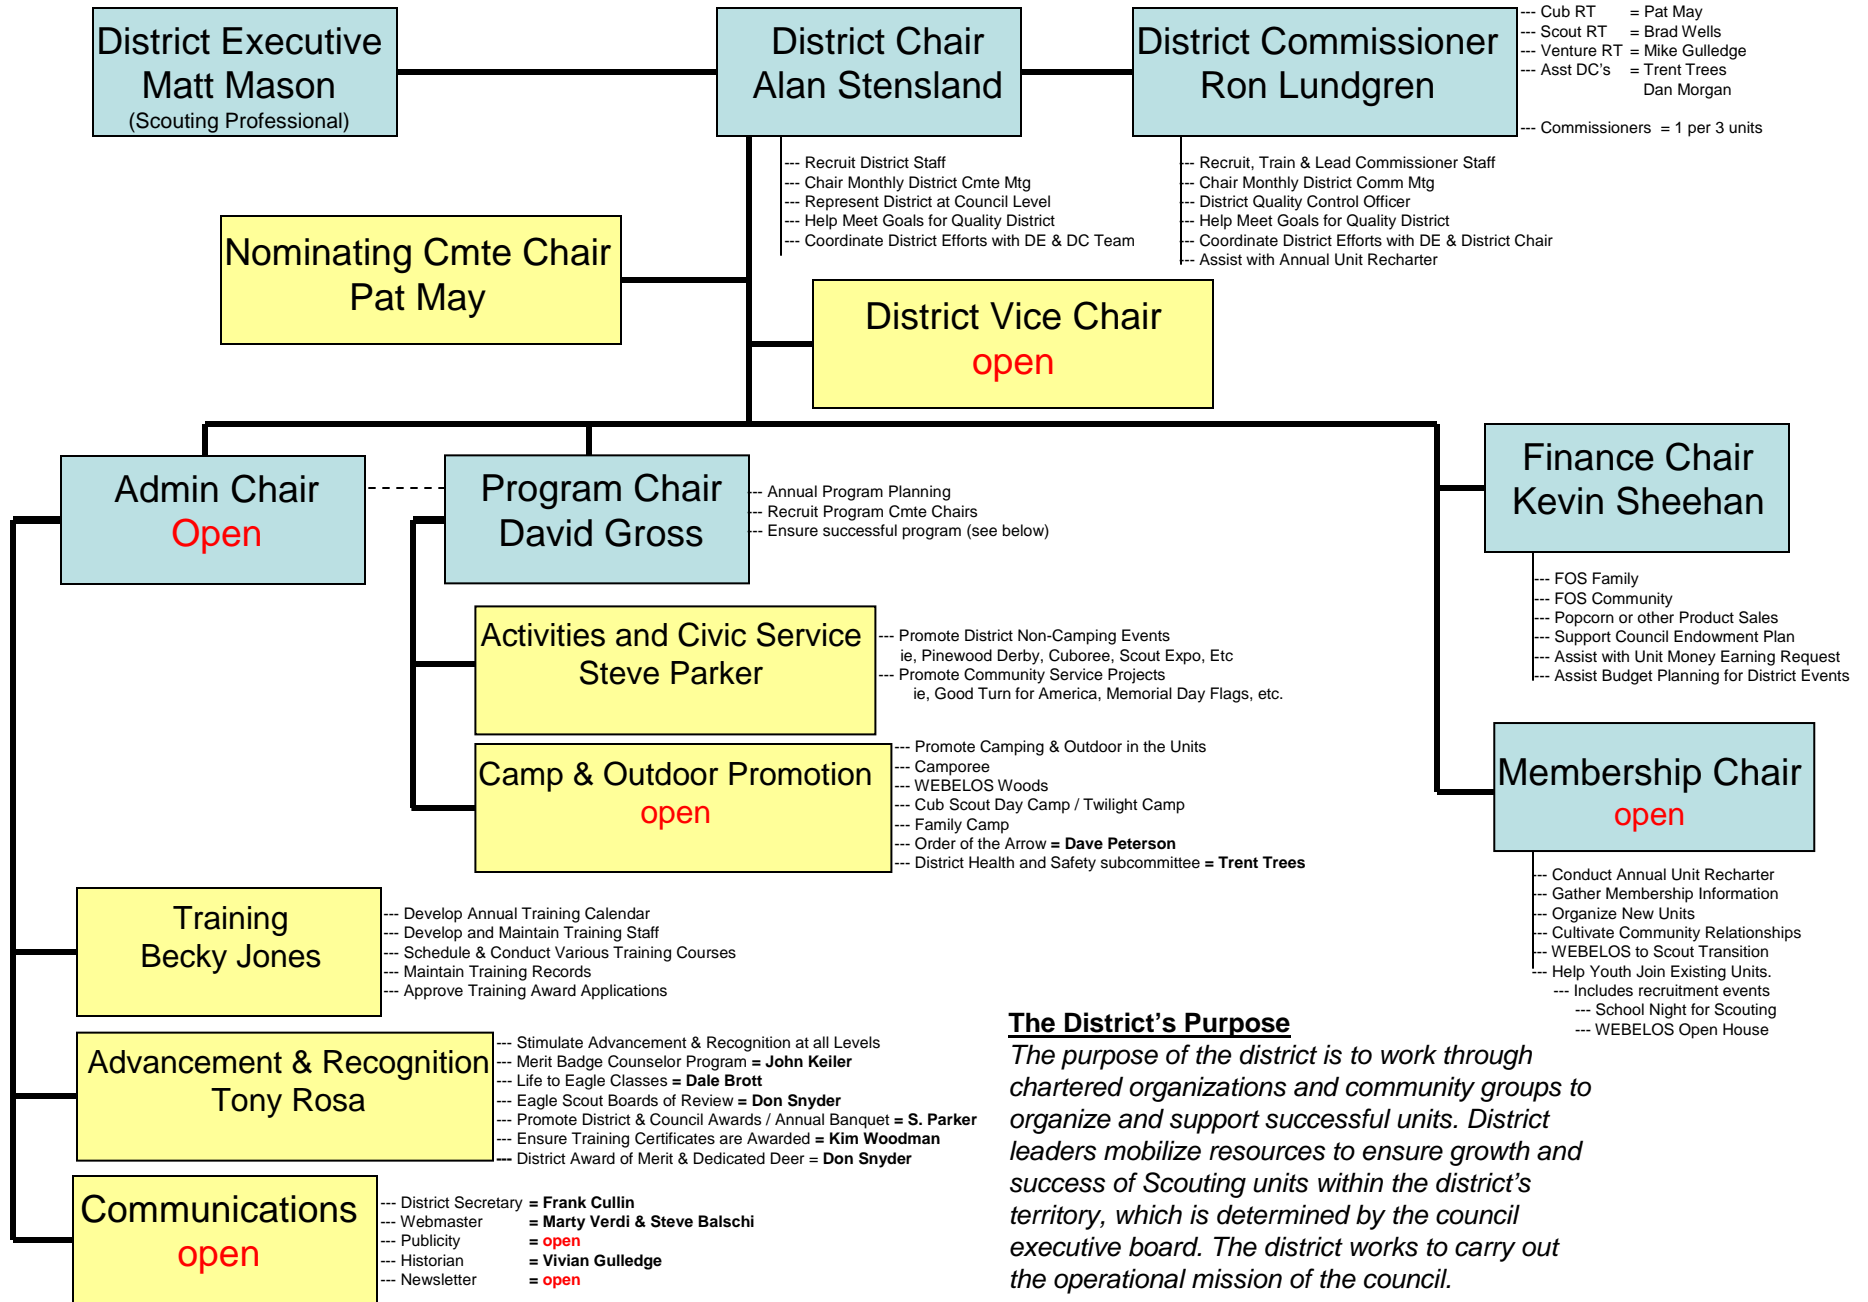 District Executive
Matt Mason
(Scouting Professional)
District Chair
Alan Stensland
District Commissioner
Ron Lundgren
--- Cub RT = Pat May
--- Scout RT = Brad Wells
--- Venture RT = Mike Gulledge
--- Asst DC's = Trent Trees
Dan Morgan
--- Commissioners = 1 per 3 units
--- Recruit District Staff
--- Chair Monthly District Cmte Mtg
--- Represent District at Council Level
--- Help Meet Goals for Quality District
--- Coordinate District Efforts with DE & DC Team
--- Recruit, Train & Lead Commissioner Staff
--- Chair Monthly District Comm Mtg
--- District Quality Control Officer
--- Help Meet Goals for Quality District
--- Coordinate District Efforts with DE & District Chair
--- Assist with Annual Unit Recharter
Nominating Cmte Chair
Pat May
District Vice Chair
open
Admin Chair
Open
Program Chair
David Gross
--- Annual Program Planning
--- Recruit Program Cmte Chairs
--- Ensure successful program (see below)
Finance Chair
Kevin Sheehan
--- FOS Family
--- FOS Community
--- Popcorn or other Product Sales
--- Support Council Endowment Plan
--- Assist with Unit Money Earning Request
--- Assist Budget Planning for District Events
Activities and Civic Service
Steve Parker
--- Promote District Non-Camping Events
ie, Pinewood Derby, Cuboree, Scout Expo, Etc
--- Promote Community Service Projects
ie, Good Turn for America, Memorial Day Flags, etc.
Camp & Outdoor Promotion
open
--- Promote Camping & Outdoor in the Units
--- Camporee
--- WEBELOS Woods
--- Cub Scout Day Camp / Twilight Camp
--- Family Camp
--- Order of the Arrow = Dave Peterson
--- District Health and Safety subcommittee = Trent Trees
Membership Chair
open
--- Conduct Annual Unit Recharter
--- Gather Membership Information
--- Organize New Units
--- Cultivate Community Relationships
--- WEBELOS to Scout Transition
--- Help Youth Join Existing Units.
--- Includes recruitment events
--- School Night for Scouting
--- WEBELOS Open House
Training
Becky Jones
--- Develop Annual Training Calendar
--- Develop and Maintain Training Staff
--- Schedule & Conduct Various Training Courses
--- Maintain Training Records
--- Approve Training Award Applications
Advancement & Recognition
Tony Rosa
--- Stimulate Advancement & Recognition at all Levels
--- Merit Badge Counselor Program = John Keiler
--- Life to Eagle Classes = Dale Brott
--- Eagle Scout Boards of Review = Don Snyder
--- Promote District & Council Awards / Annual Banquet = S. Parker
--- Ensure Training Certificates are Awarded = Kim Woodman
--- District Award of Merit & Dedicated Deer = Don Snyder
Communications
open
--- District Secretary = Frank Cullin
--- Webmaster = Marty Verdi & Steve Balschi
--- Publicity = open
--- Historian = Vivian Gulledge
--- Newsletter = open
The District's Purpose
The purpose of the district is to work through
chartered organizations and community groups to
organize and support successful units. District
leaders mobilize resources to ensure growth and
success of Scouting units within the district's
territory, which is determined by the council
executive board. The district works to carry out
the operational mission of the council.